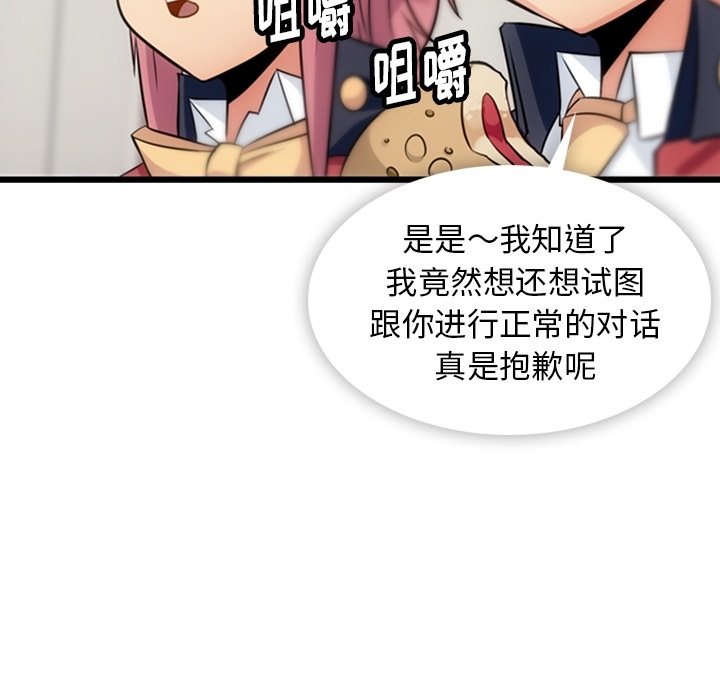 咀嚼
咀嚼
是是～我知道了
我竟然想还想试图
跟你进行正常的对话
真是抱歉呢